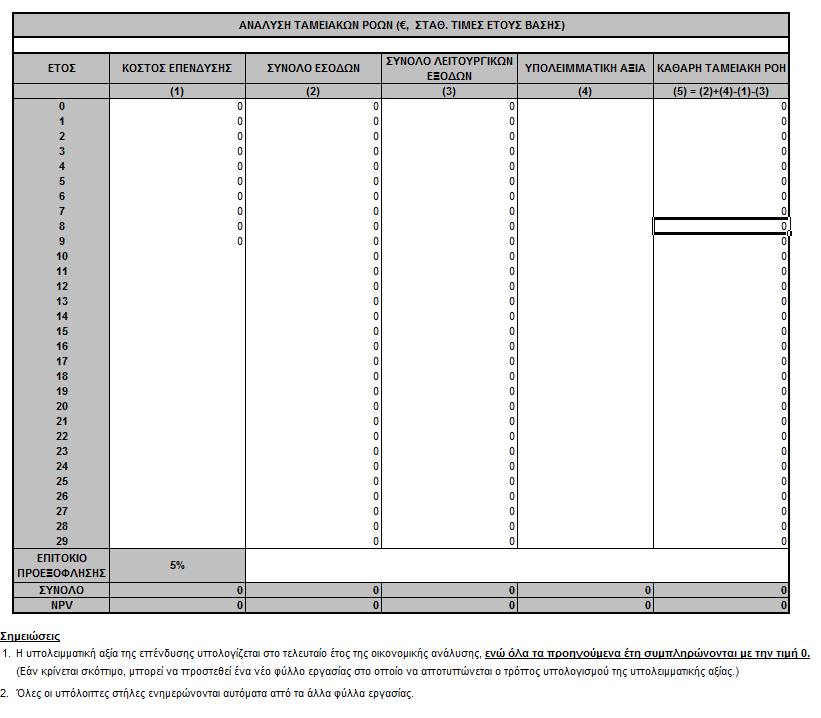 ΑΝΑΛΥΣΗ ΤΑΜΕΙΑΚΩΝ ΡΟΩΝ (€, ΣΤΑΘ. ΤΙΜΕΣ ΕΤΟΥΣ ΒΑΣΗΣ)
ΕΤΟΣ ΚΟΣΤΟΣ ΕΠΕΝΔΥΣΗΣ ΣΥΝΟΛΟ ΕΣΟΔΩΝ ΣΥΝΟΛΟ ΛΕΙΤΟΥΡΓΙΚΩΝ ΕΞΟΔΩΝ ΥΠΟΛΕΙΜΜΑΤΙΚΗ ΑΞΙΑ ΚΑΘΑΡΗ ΤΑΜΕΙΑΚΗ ΡΟΗ
(1) (2) (3) (4) (5) = (2)+(4)-(1)-(3)
0 0 0 0 0
1 0 0 0 0
2 0 0 0 0
3 0 0 0 0
4 0 0 0 0
5 0 0 0 0
6 0 0 0 0
7 0 0 0 0
8 0 0 0 0
9 0 0 0 0
10 0 0 0
11 0 0 0
12 0 0 0
13 0 0 0
14 0 0 0
15 0 0 0
16 0 0 0
17 0 0 0
18 0 0 0
19 0 0 0
20 0 0 0
21 0 0 0
22 0 0 0
23 0 0 0
24 0 0 0
25 0 0 0
26 0 0 0
27 0 0 0
28 0 0 0
29 0 0 0
ΕΠΙΤΟΚΙΟ ΠΡΟΕΞΟΦΛΗΣΗΣ 5%
ΣΥΝΟΛΟ 0 0 0 0 0
NPV 0 0 0 0 0
Σημειώσεις
1. Η υπολειμματική αξία της επένδυσης υπολογίζεται στο τελευταίο έτος της οικονομικής ανάλυσης, ενώ όλα τα προηγούμενα έτη συμπληρώνονται με την τιμή 0.
(Εάν κρίνεται σκόπιμο, μπορεί να προστεθεί ένα νέο φύλλο εργασίας στο οποίο να αποτυπώνεται ο τρόπος υπολογισμού της υπολειμματικής αξίας.)
2. Όλες οι υπόλοιπες στήλες ενημερώνονται αυτόματα από τα άλλα φύλλα εργασίας.